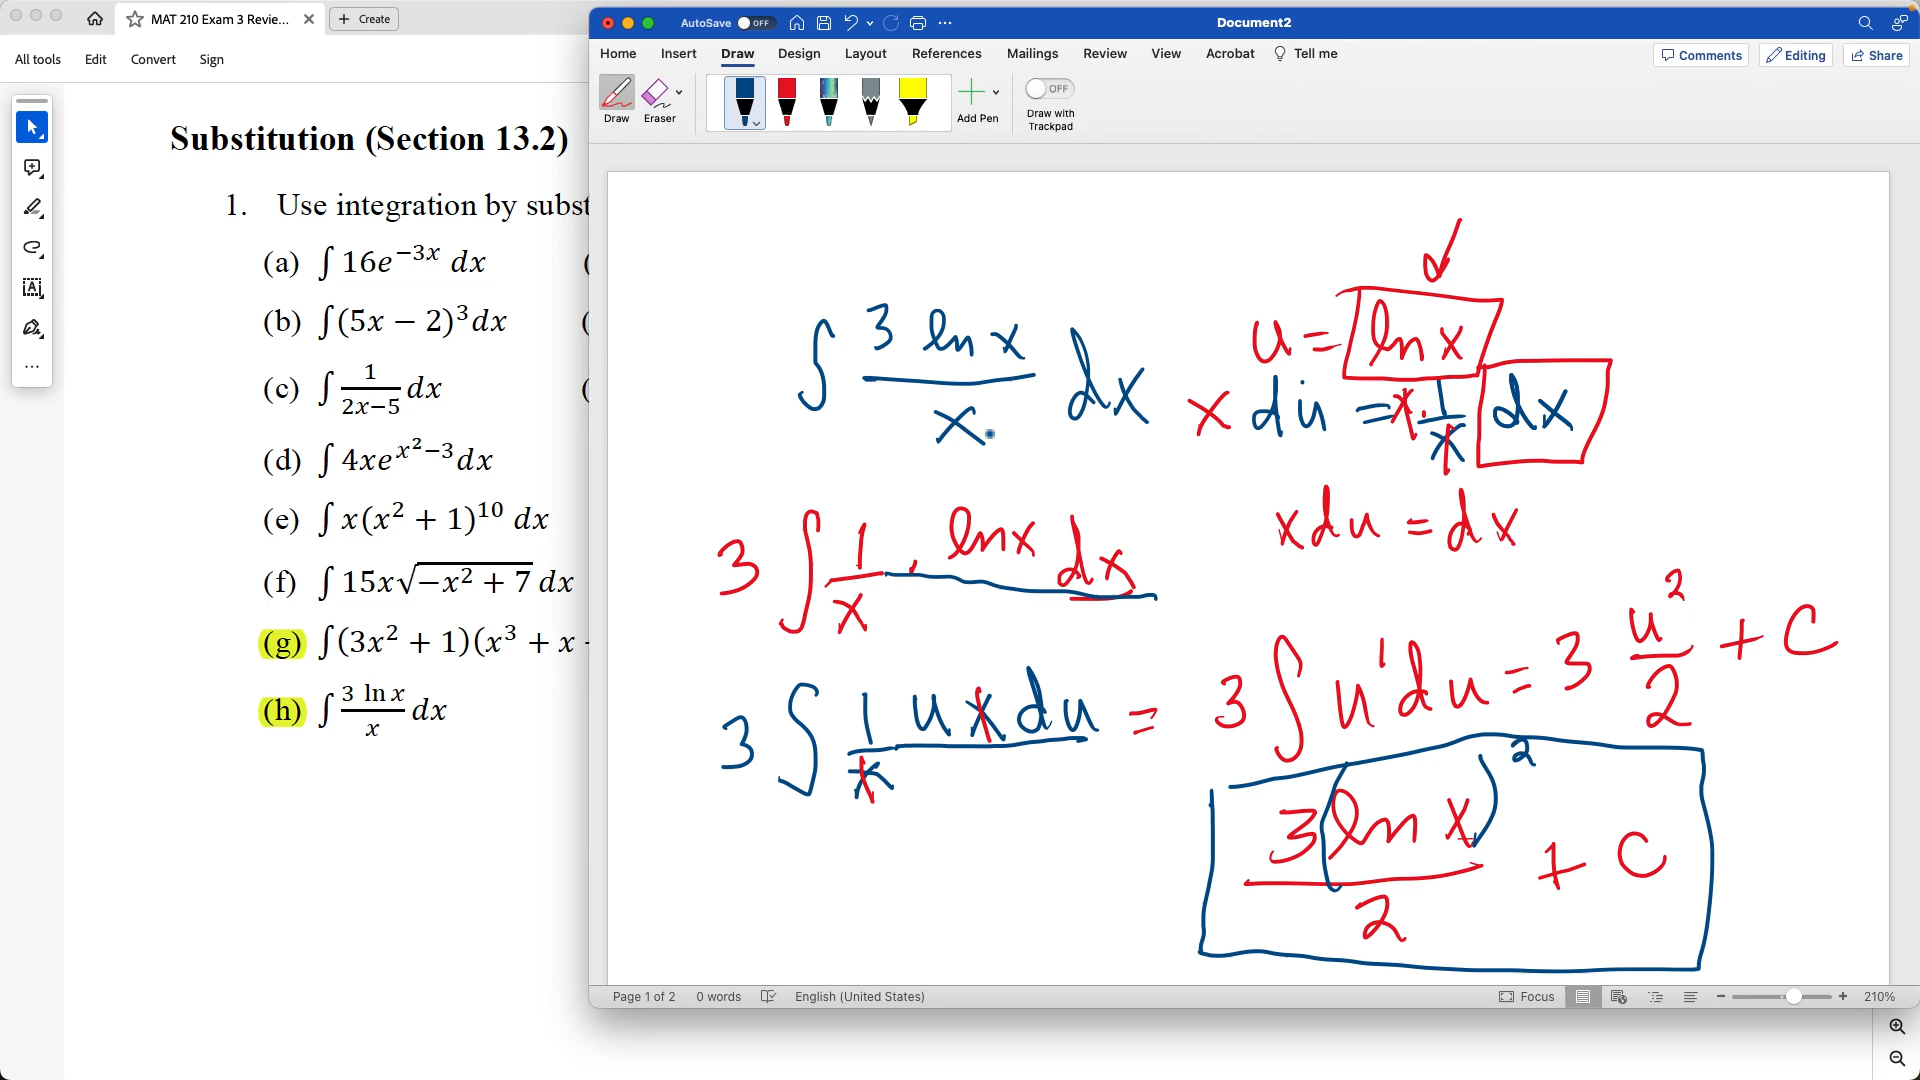 MAT 210 Exam 3 Revie... × + Create
All tools Edit Convert Sign
Substitution (Section 13.2)
1. Use integration by subst
(a) ∫ 16e^{−3x} dx
(b) ∫(5x − 2)^3 dx
(c) ∫ 1/(2x−5) dx
(d) ∫ 4xe^{x^2−3} dx
(e) ∫ x(x^2 + 1)^{10} dx
(f) ∫ 15x√(−x^2 + 7) dx
(g) ∫(3x^2 + 1)(x^3 + x
(h) ∫ (3 ln x)/x dx
AutoSave OFF Document2
Home Insert Draw Design Layout References Mailings Review View Acrobat Tell me Comments Editing Share
Draw Eraser Add Pen OFF
Draw with
Trackpad
∫ (3 ln x)/x dx
u = ln x
x du = x · 1/x dx
x du = dx
3 ∫ 1/x · ln x dx
3 ∫ 1/x u x du = 3 ∫ u^1 du = 3 u^2/2 + C
3(ln x)^2/2 + C
Page 1 of 2 0 words English (United States) Focus 210%